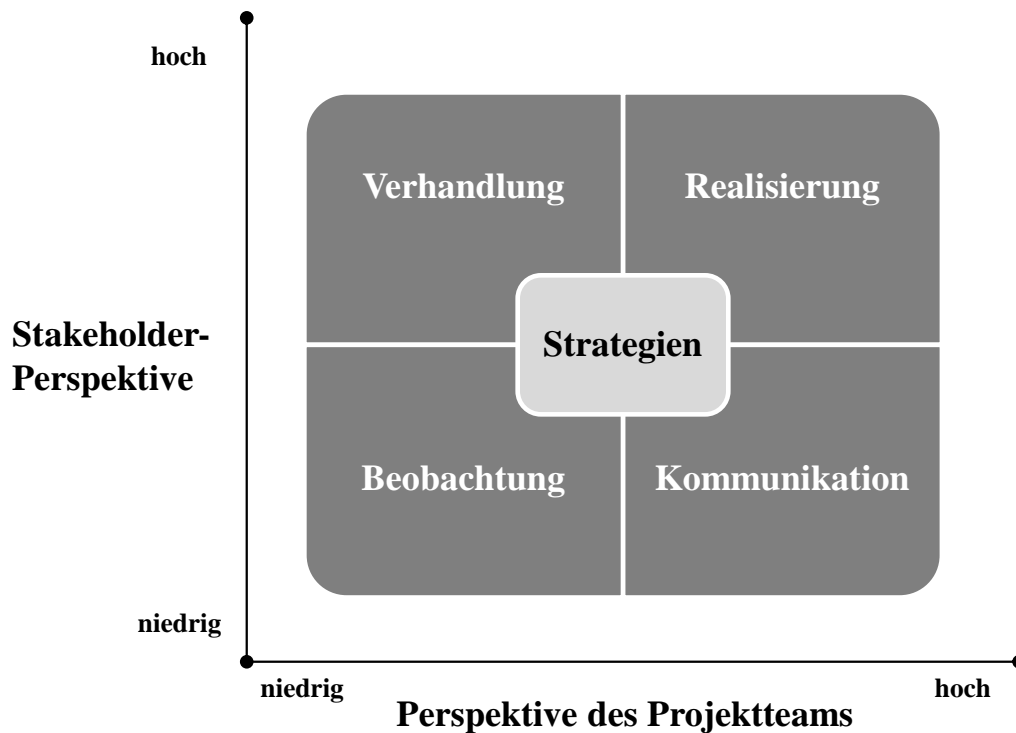 hoch
Verhandlung
Realisierung
Stakeholder-
Perspektive
Strategien
Beobachtung
Kommunikation
niedrig
niedrig
hoch
Perspektive des Projektteams